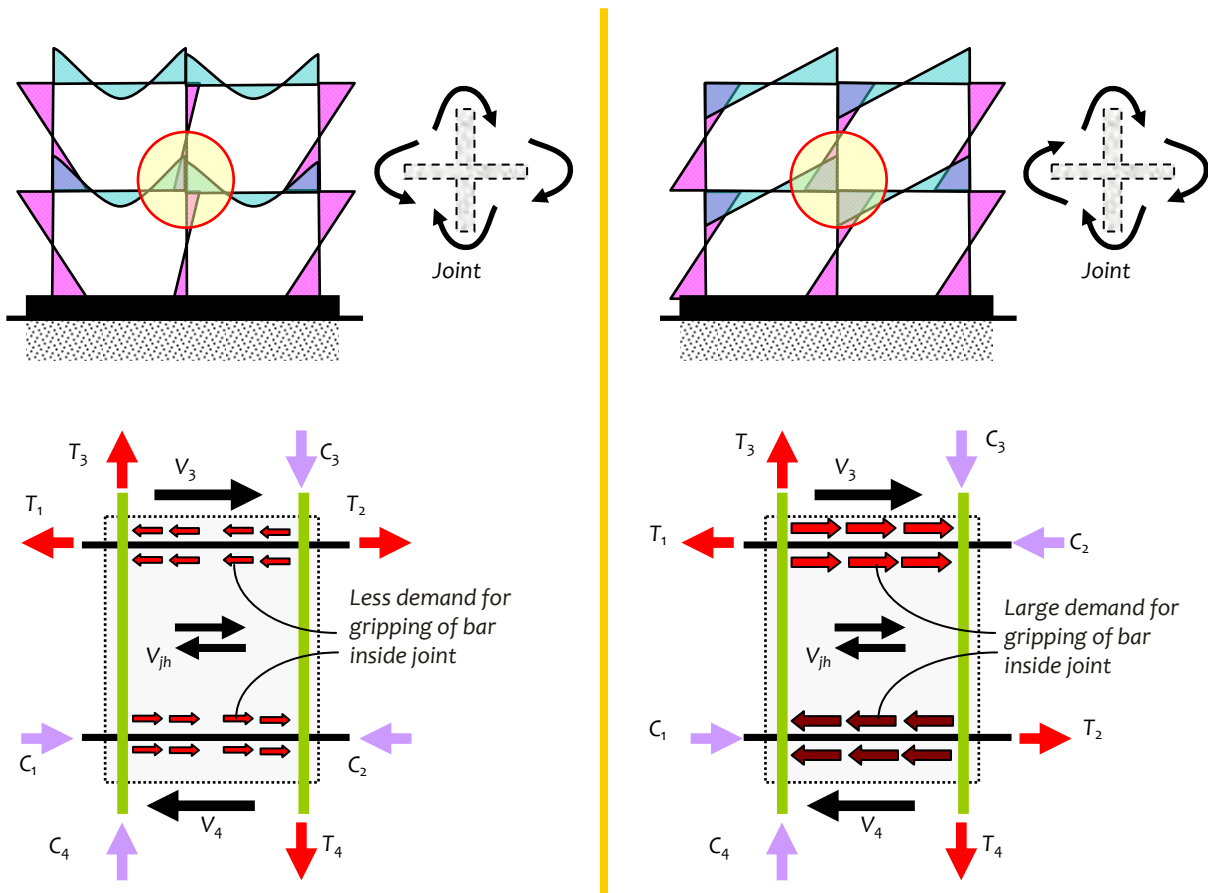 Joint
Joint
T3
C3
V3
T1
T2
Less demand for
gripping of bar
inside joint
Vjh
C1
C2
V4
C4
T4
T3
C3
V3
T1
C2
Large demand for
gripping of bar
inside joint
Vjh
C1
T2
V4
C4
T4